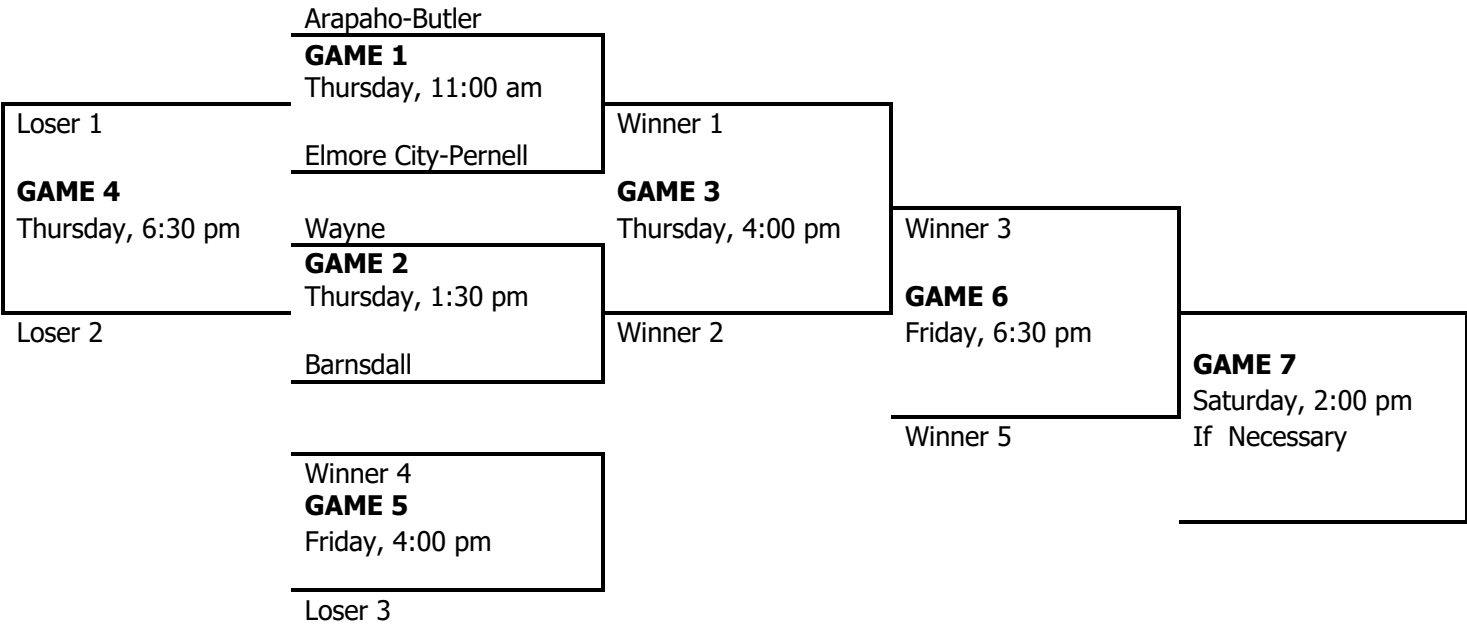 Arapaho-Butler
GAME 1
Thursday, 11:00 am
Loser 1
Winner 1
Elmore City-Pernell
GAME 4
GAME 3
Thursday, 6:30 pm
Wayne
Thursday, 4:00 pm
Winner 3
GAME 2
Thursday, 1:30 pm
GAME 6
Loser 2
Winner 2
Friday, 6:30 pm
Barnsdall
GAME 7
Saturday, 2:00 pm
Winner 5
If Necessary
Winner 4
GAME 5
Friday, 4:00 pm
Loser 3